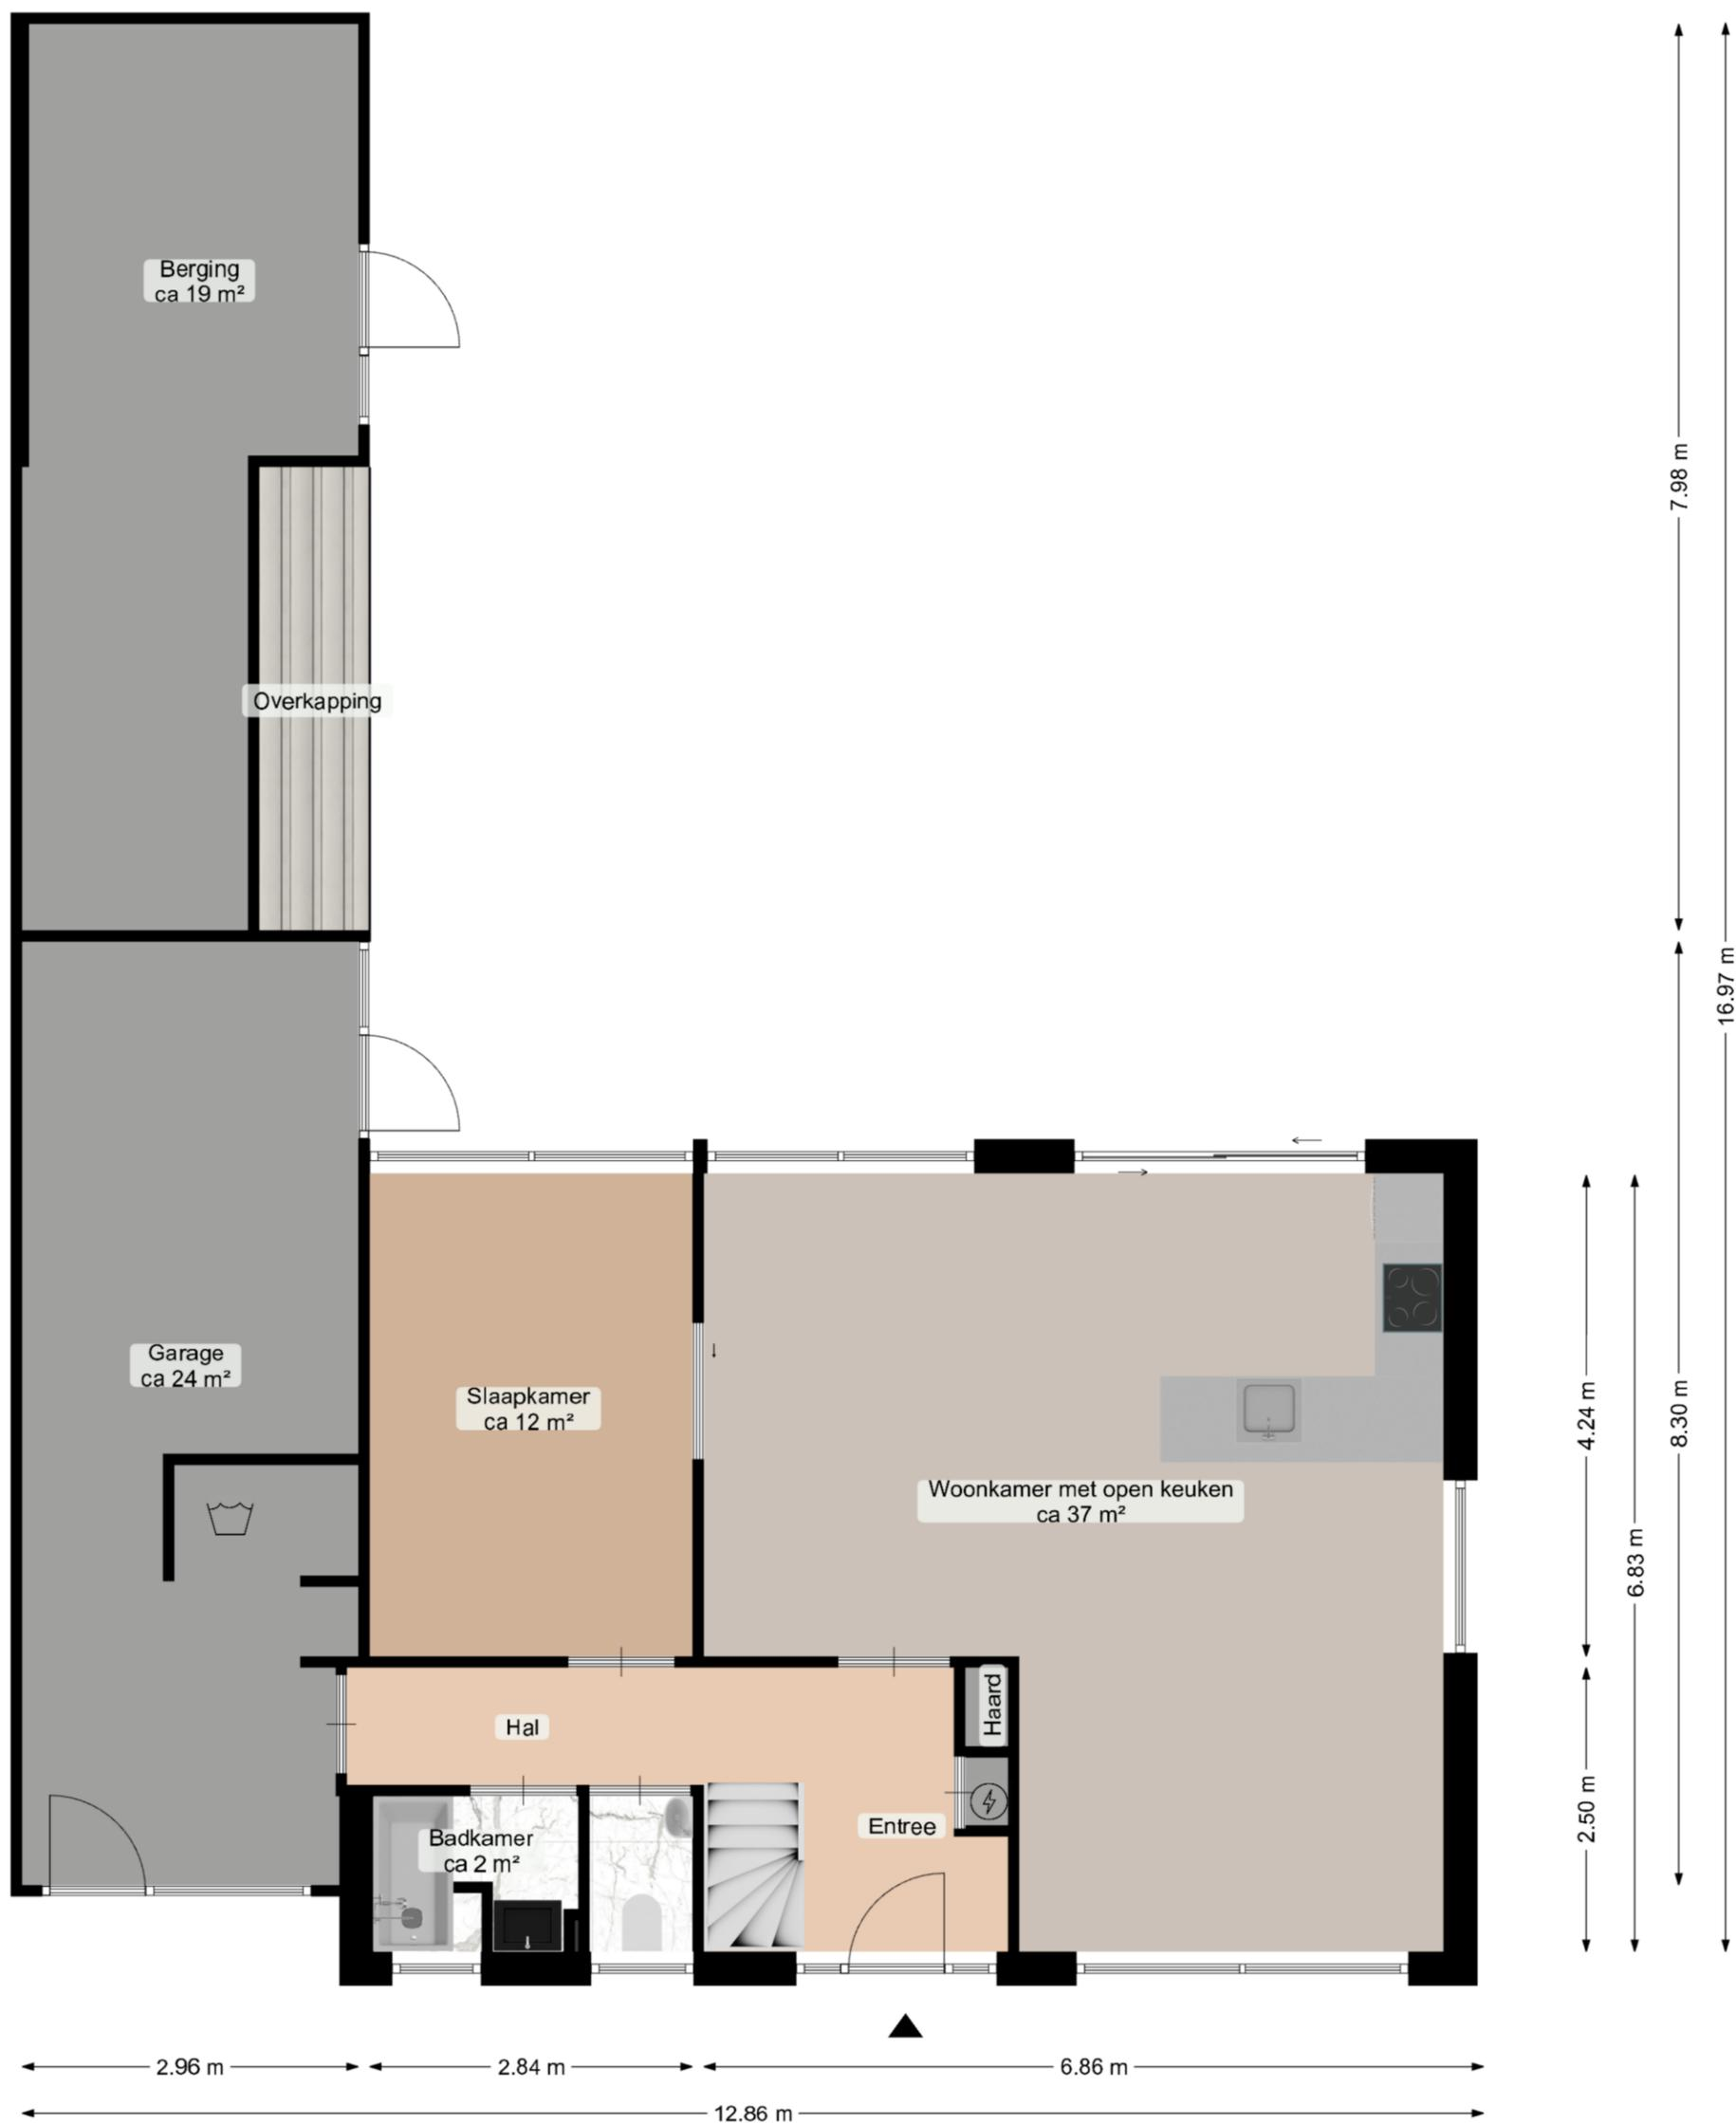 Berging
ca 19 m²
7.98 m
Overkapping
16.97 m
Garage
ca 24 m²
Slaapkamer
ca 12 m²
4.24 m
8.30 m
Woonkamer met open keuken
ca 37 m²
6.83 m
Haard
Hal
2.50 m
Entree
Badkamer
ca 2 m²
2.96 m
2.84 m
6.86 m
12.86 m